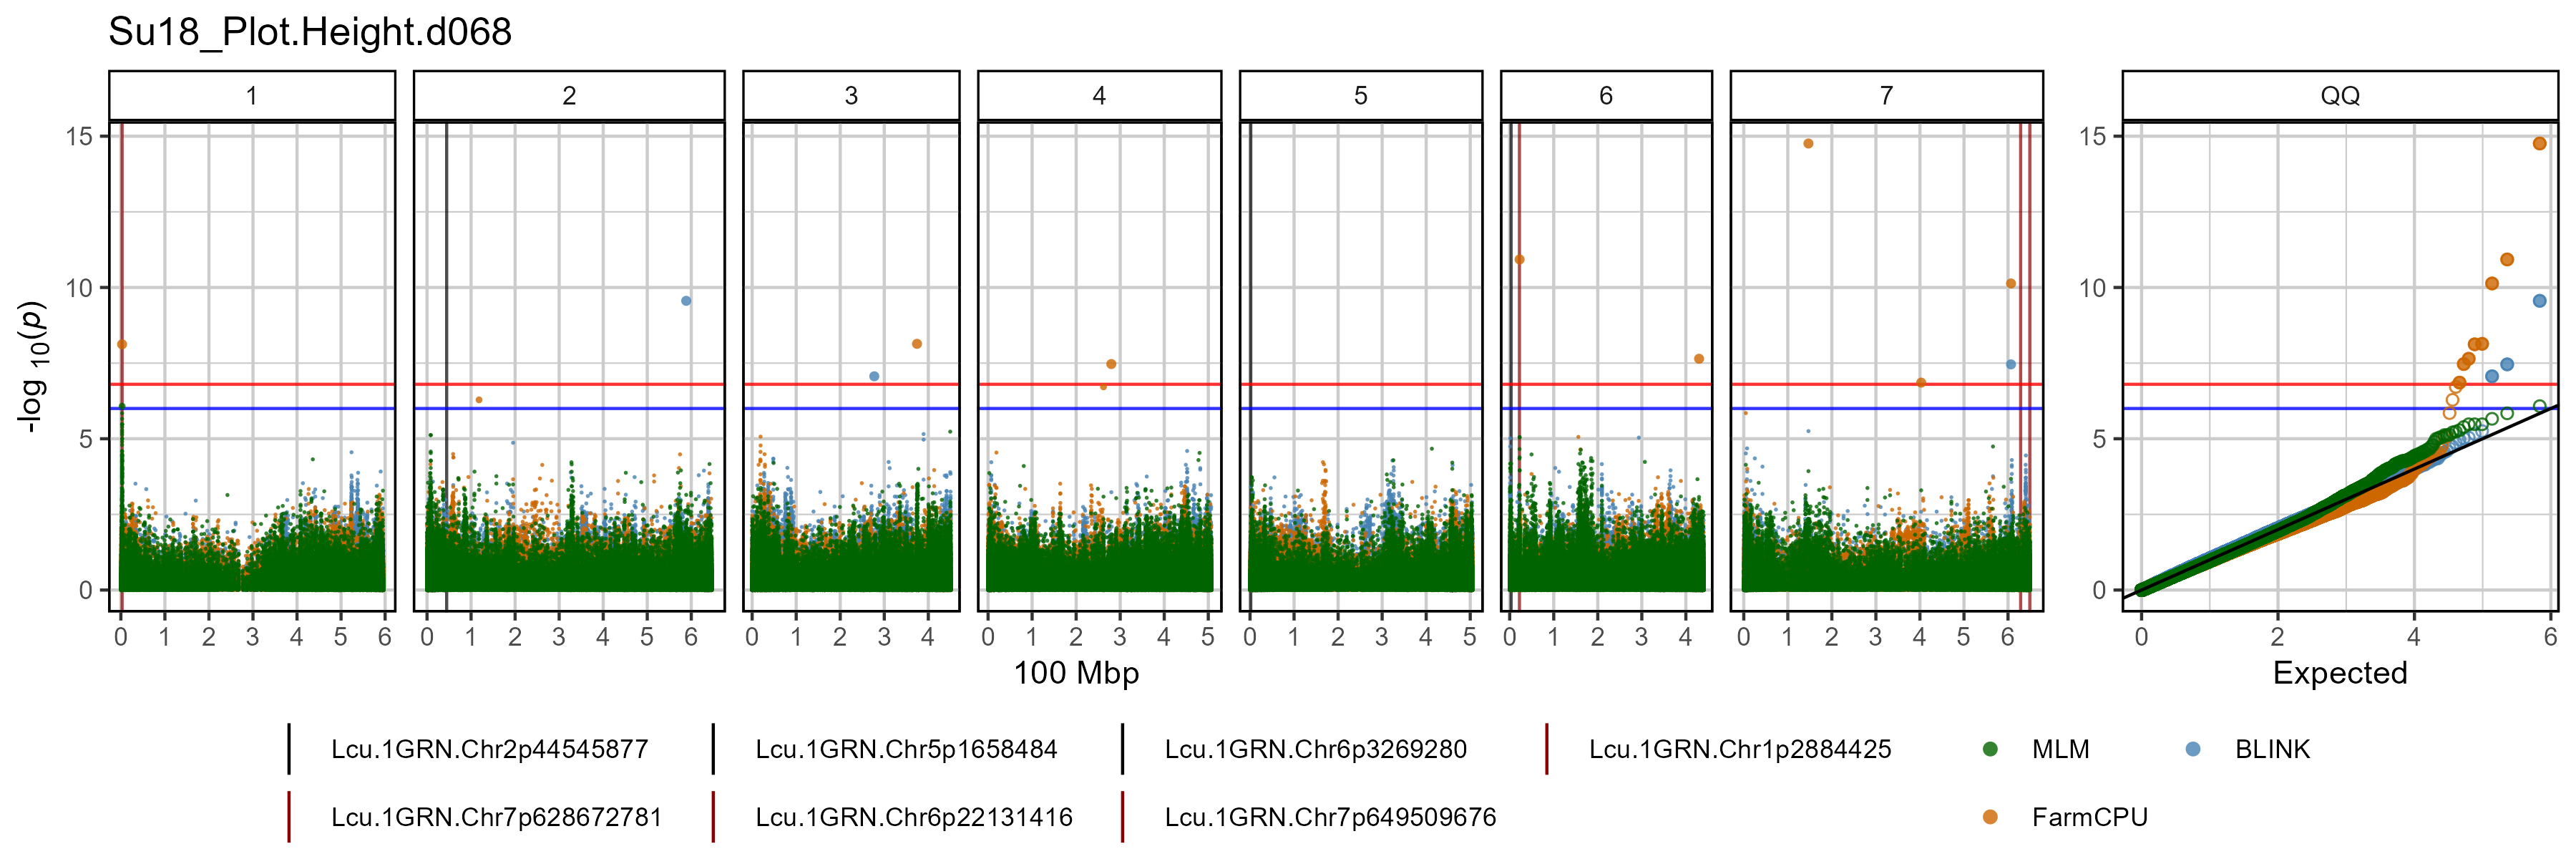 Su18_Plot.Height.d068
1 2 3 4 5 6 7 QQ
15 15
10 10
5 5
0 0
-log 10(p)
0 1 2 3 4 5 6 0 1 2 3 4 5 6 0 1 2 3 4 0 1 2 3 4 5 0 1 2 3 4 5 0 1 2 3 4 0 1 2 3 4 5 6 0 2 4 6
100 Mbp Expected
Lcu.1GRN.Chr2p44545877 Lcu.1GRN.Chr5p1658484 Lcu.1GRN.Chr6p3269280 Lcu.1GRN.Chr1p2884425 MLM BLINK
Lcu.1GRN.Chr7p628672781 Lcu.1GRN.Chr6p22131416 Lcu.1GRN.Chr7p649509676 FarmCPU